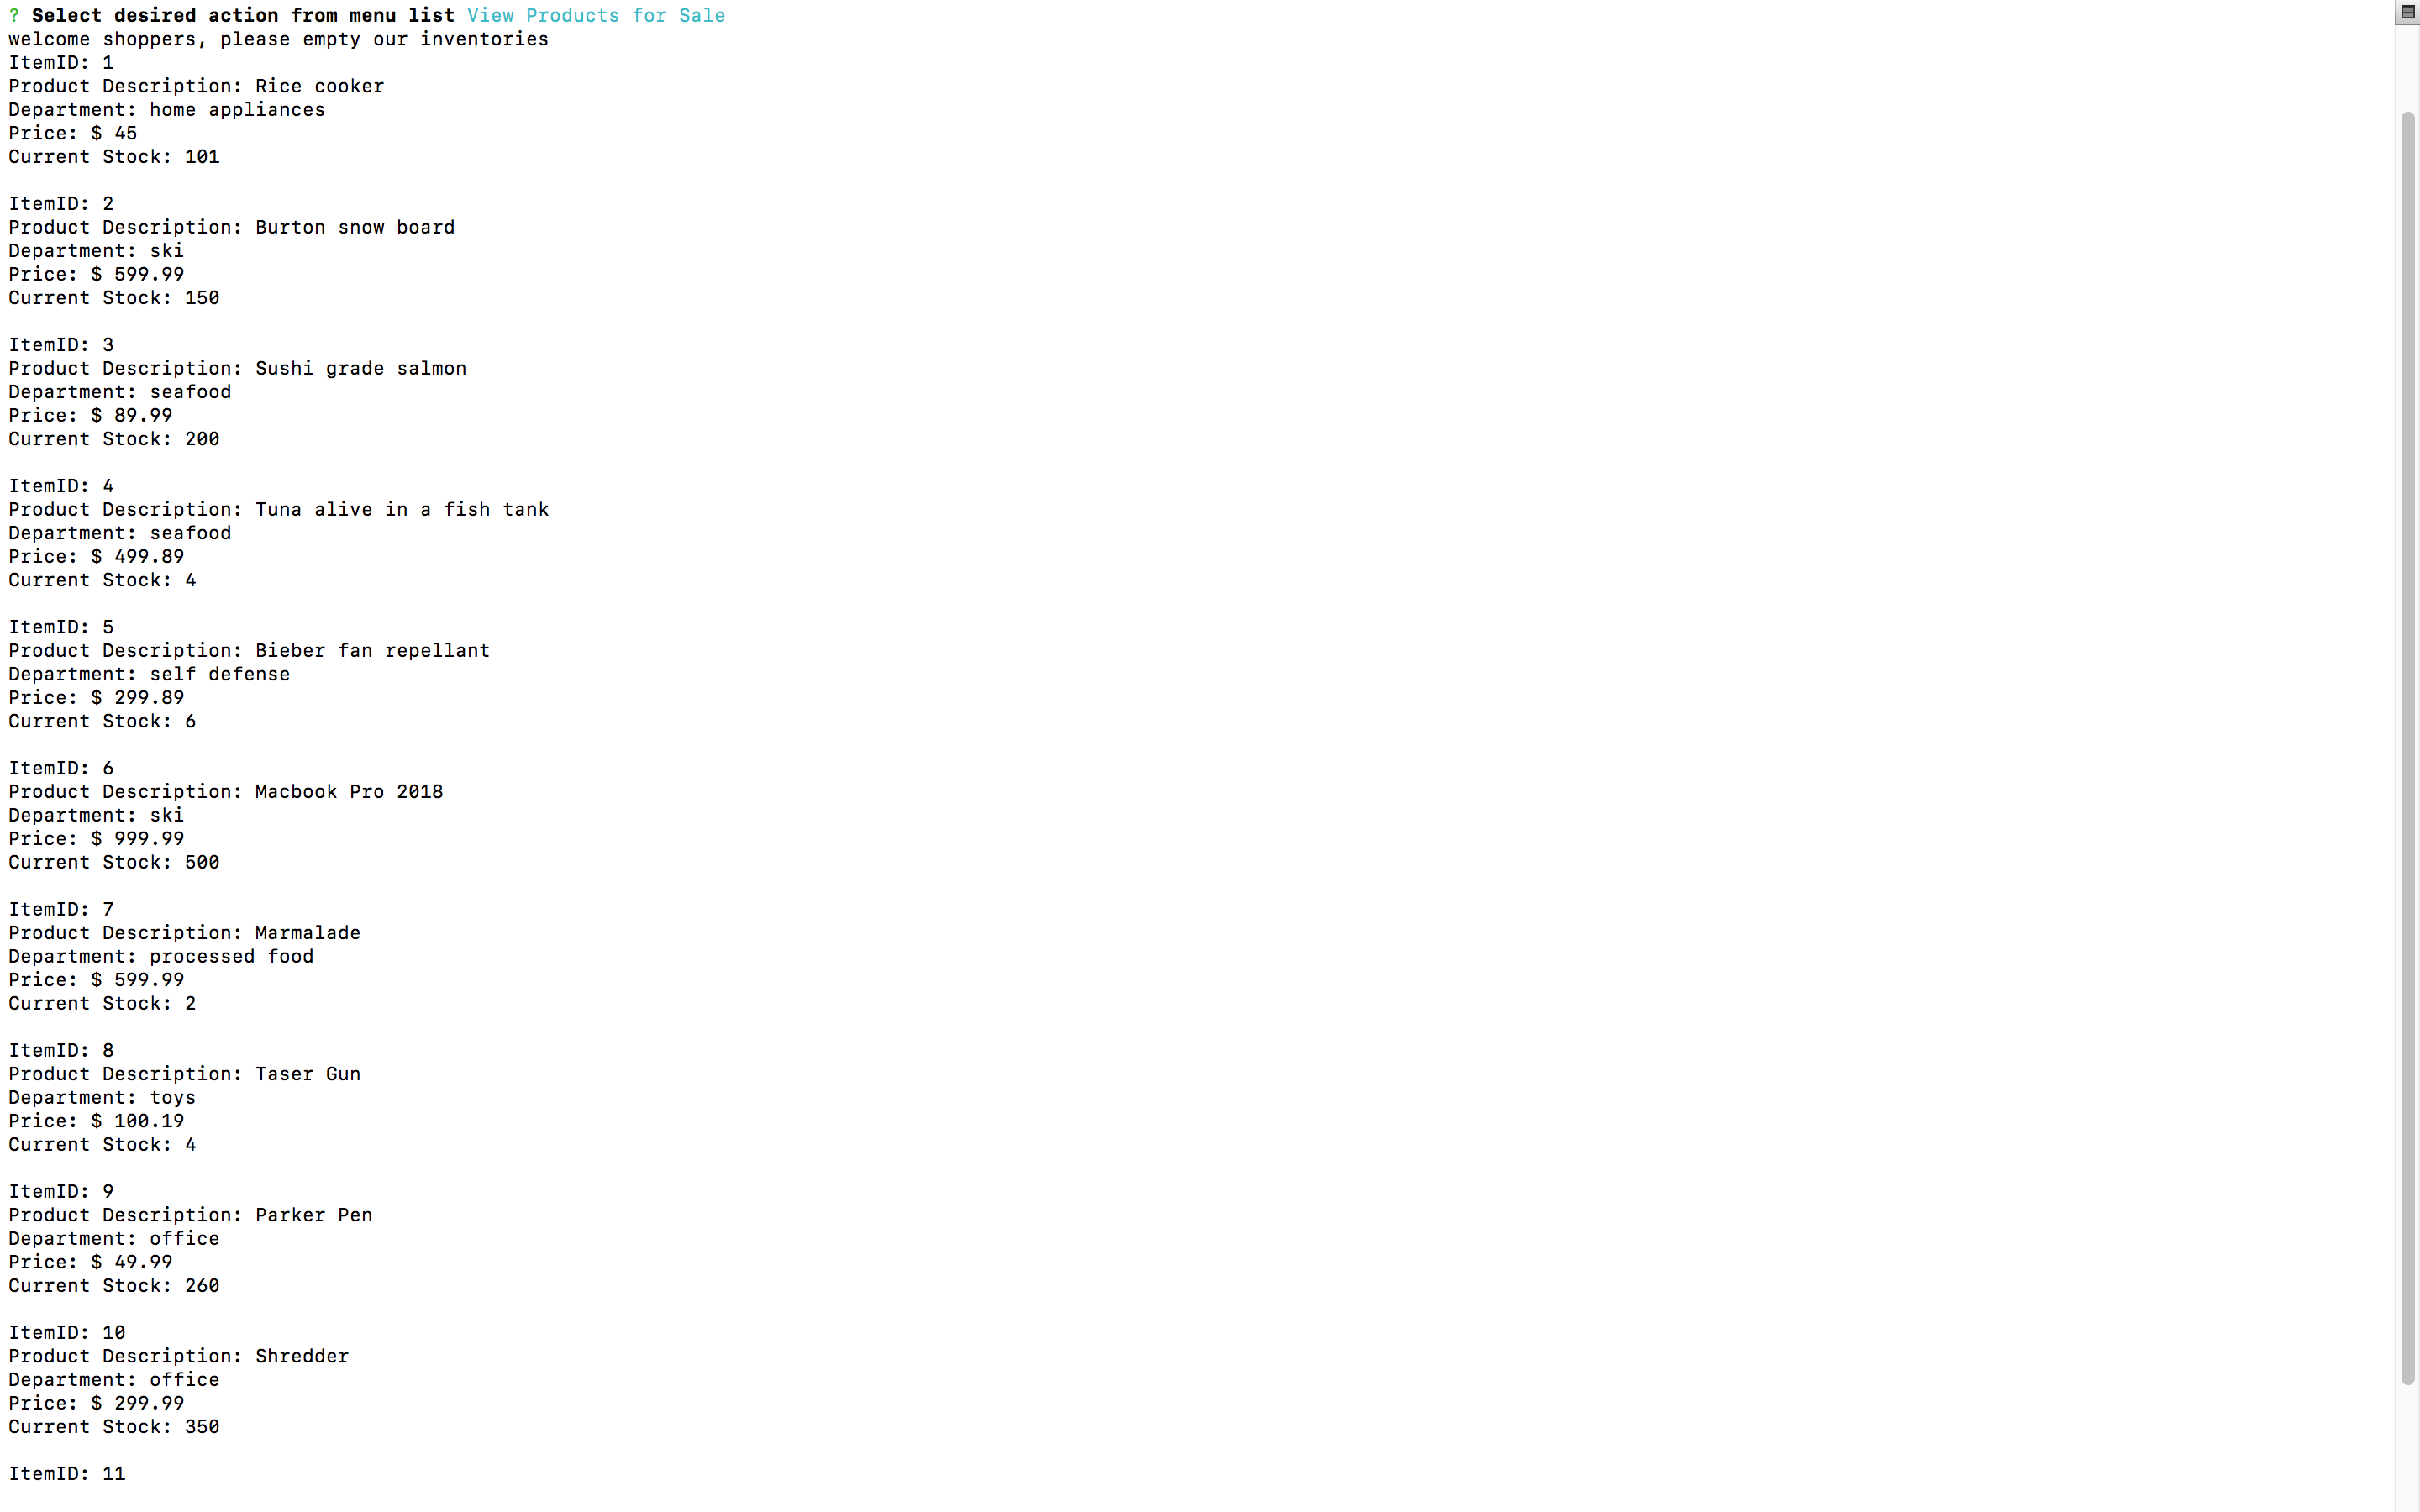 ? Select desired action from menu list View Products for Sale
welcome shoppers, please empty our inventories
ItemID: 1
Product Description: Rice cooker
Department: home appliances
Price: $ 45
Current Stock: 101
ItemID: 2
Product Description: Burton snow board
Department: ski
Price: $ 599.99
Current Stock: 150
ItemID: 3
Product Description: Sushi grade salmon
Department: seafood
Price: $ 89.99
Current Stock: 200
ItemID: 4
Product Description: Tuna alive in a fish tank
Department: seafood
Price: $ 499.89
Current Stock: 4
ItemID: 5
Product Description: Bieber fan repellant
Department: self defense
Price: $ 299.89
Current Stock: 6
ItemID: 6
Product Description: Macbook Pro 2018
Department: ski
Price: $ 999.99
Current Stock: 500
ItemID: 7
Product Description: Marmalade
Department: processed food
Price: $ 599.99
Current Stock: 2
ItemID: 8
Product Description: Taser Gun
Department: toys
Price: $ 100.19
Current Stock: 4
ItemID: 9
Product Description: Parker Pen
Department: office
Price: $ 49.99
Current Stock: 260
ItemID: 10
Product Description: Shredder
Department: office
Price: $ 299.99
Current Stock: 350
ItemID: 11